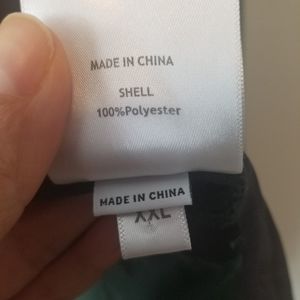 MADE IN CHINA
SHELL
100%Polyester
MADE IN CHINA
XXL